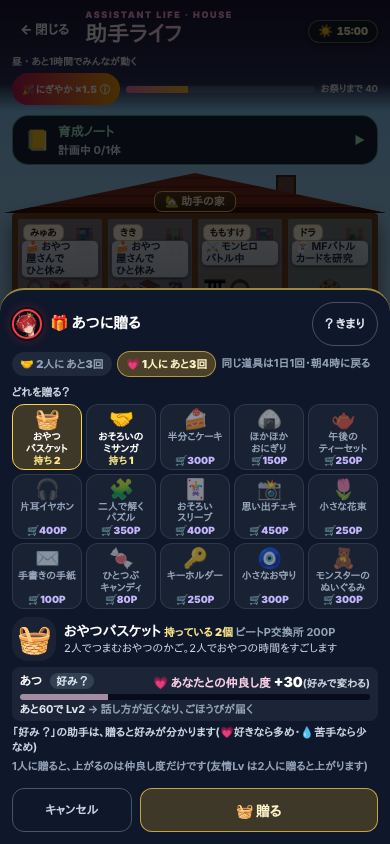 ASSISTANT LIFE・HOUSE
← 閉じる
助手ライフ
☀️ 15:00
昼・あと1時間でみんなが動く
🎉 にぎやか ×1.5 ⓘ
お祭りまで 40
育成ノート
計画中 0/1体
▶
🏡 助手の家
みゅあ
きき
ももすけ
ドラ
🍰 おやつ屋さんでひと休み
🍰 おやつ屋さんでひと休み
⚔️ モンヒロバトル中
🃏 MFバトルカードを研究
🎁 あつに贈る
? きまり
🤝 2人に あと3回
💗 1人に あと3回
同じ道具は1日1回・朝4時に戻る
どれを贈る?
おやつバスケット
持ち2
おそろいのミサンガ
持ち1
半分こケーキ
🛒300P
ほかほかおにぎり
🛒150P
午後のティーセット
🛒250P
片耳イヤホン
🛒400P
二人で解くパズル
🛒350P
おそろいスリーブ
🛒400P
思い出チェキ
🛒450P
小さな花束
🛒250P
手書きの手紙
🛒100P
ひとつぶキャンディ
🛒80P
キーホルダー
🛒250P
小さなお守り
🛒300P
モンスターのぬいぐるみ
🛒300P
おやつバスケット 持っている 2個 ビートP交換所 200P
2人でつまむおやつのかご。2人でおやつの時間をすごします
あつ 好み?
💗 あなたとの仲良し度 +30(好みで変わる)
あと60で Lv2 → 話し方が近くなり、ごほうびが届く
「好み?」の助手は、贈ると好みが分かります(💗好きなら多め・💧苦手なら少なめ)
1人に贈ると、上がるのは仲良し度だけです(友情Lv は2人に贈ると上がります)
キャンセル
🧺 贈る